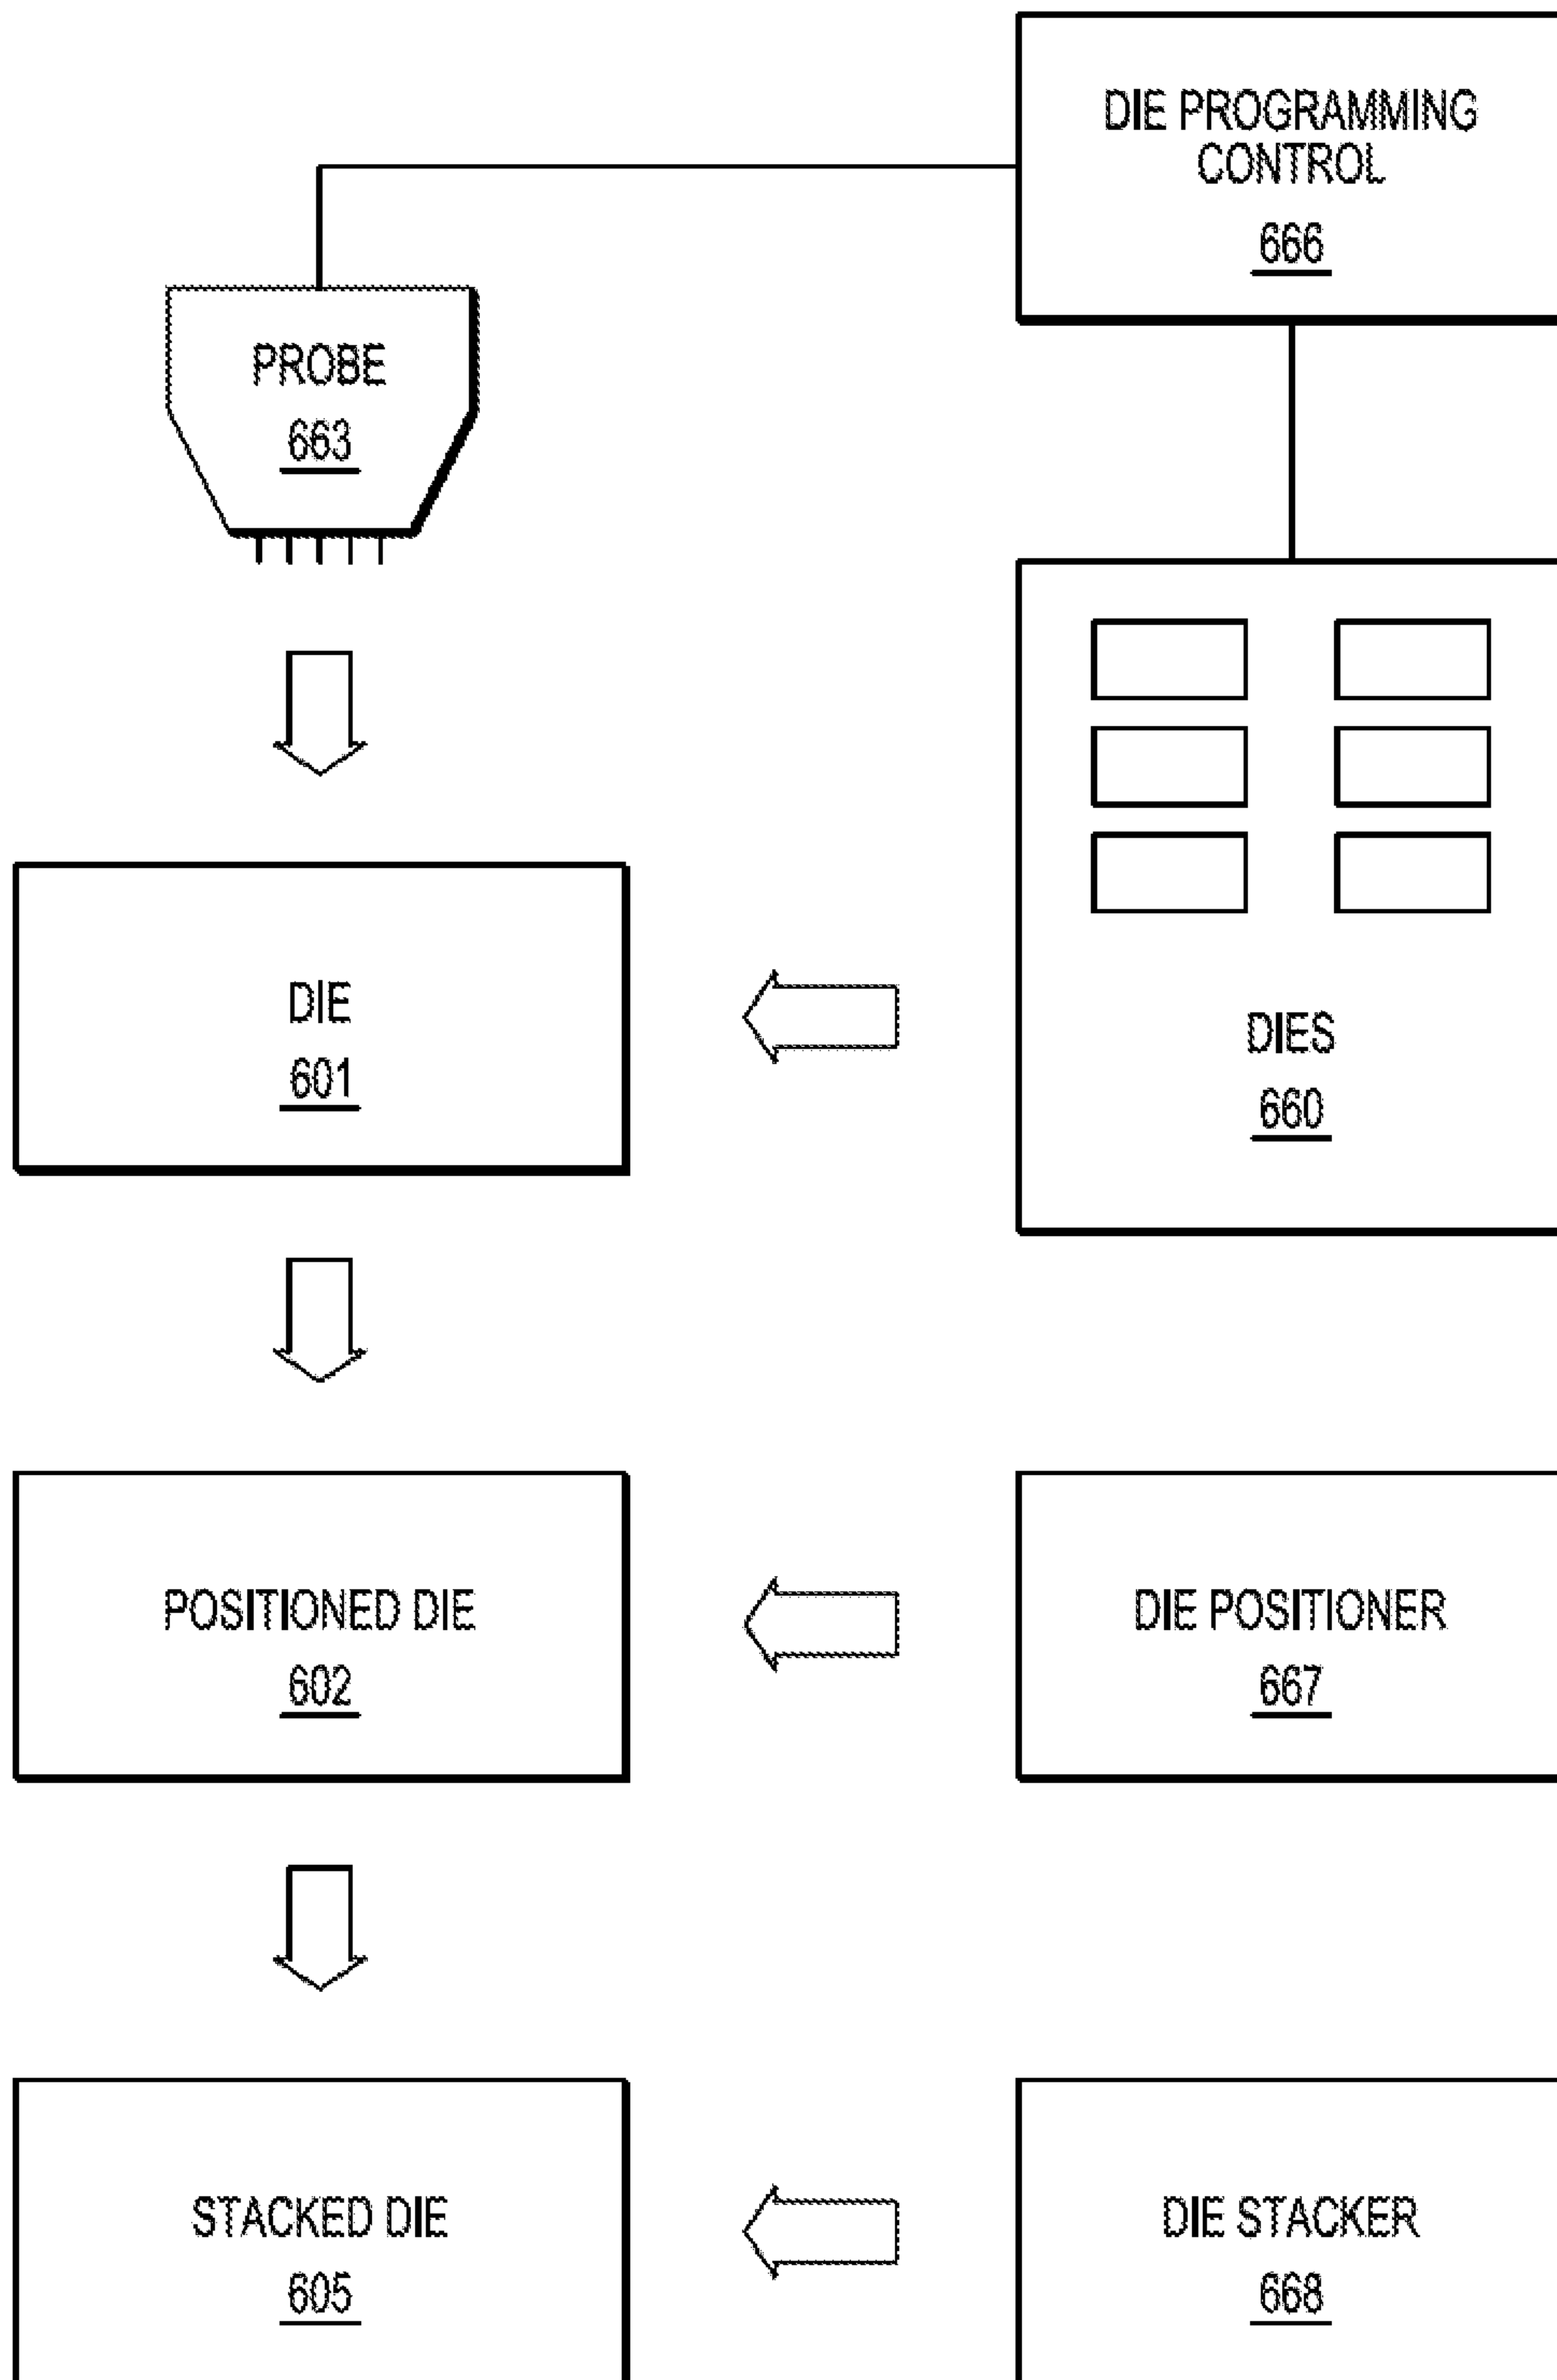 DIE PROGRAMMING
CONTROL
666
PROBE
663
DIE
601
DIES
660
POSITIONED DIE
602
DIE POSITIONER
667
STACKED DIE
605
DIE STACKER
668